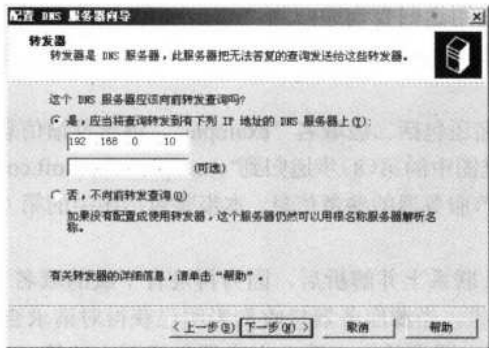 配置 DNS 服务器向导
转发器
转发器是 DNS 服务器，此服务器把无法答复的查询发送给这些转发器。
这个 DNS 服务器应该向前转发查询吗?
是，应当将查询转发到有下列 IP 地址的 DNS 服务器上(Y):
192 168 0 10
(可选)
否，不向前转发查询(O)
如果没有配置成使用转发器，这个服务器仍然可以用根名称服务器解析名
称。
有关转发器的详细信息，请单击“帮助”。
< 上一步(B) 下一步(N) > 取消 帮助